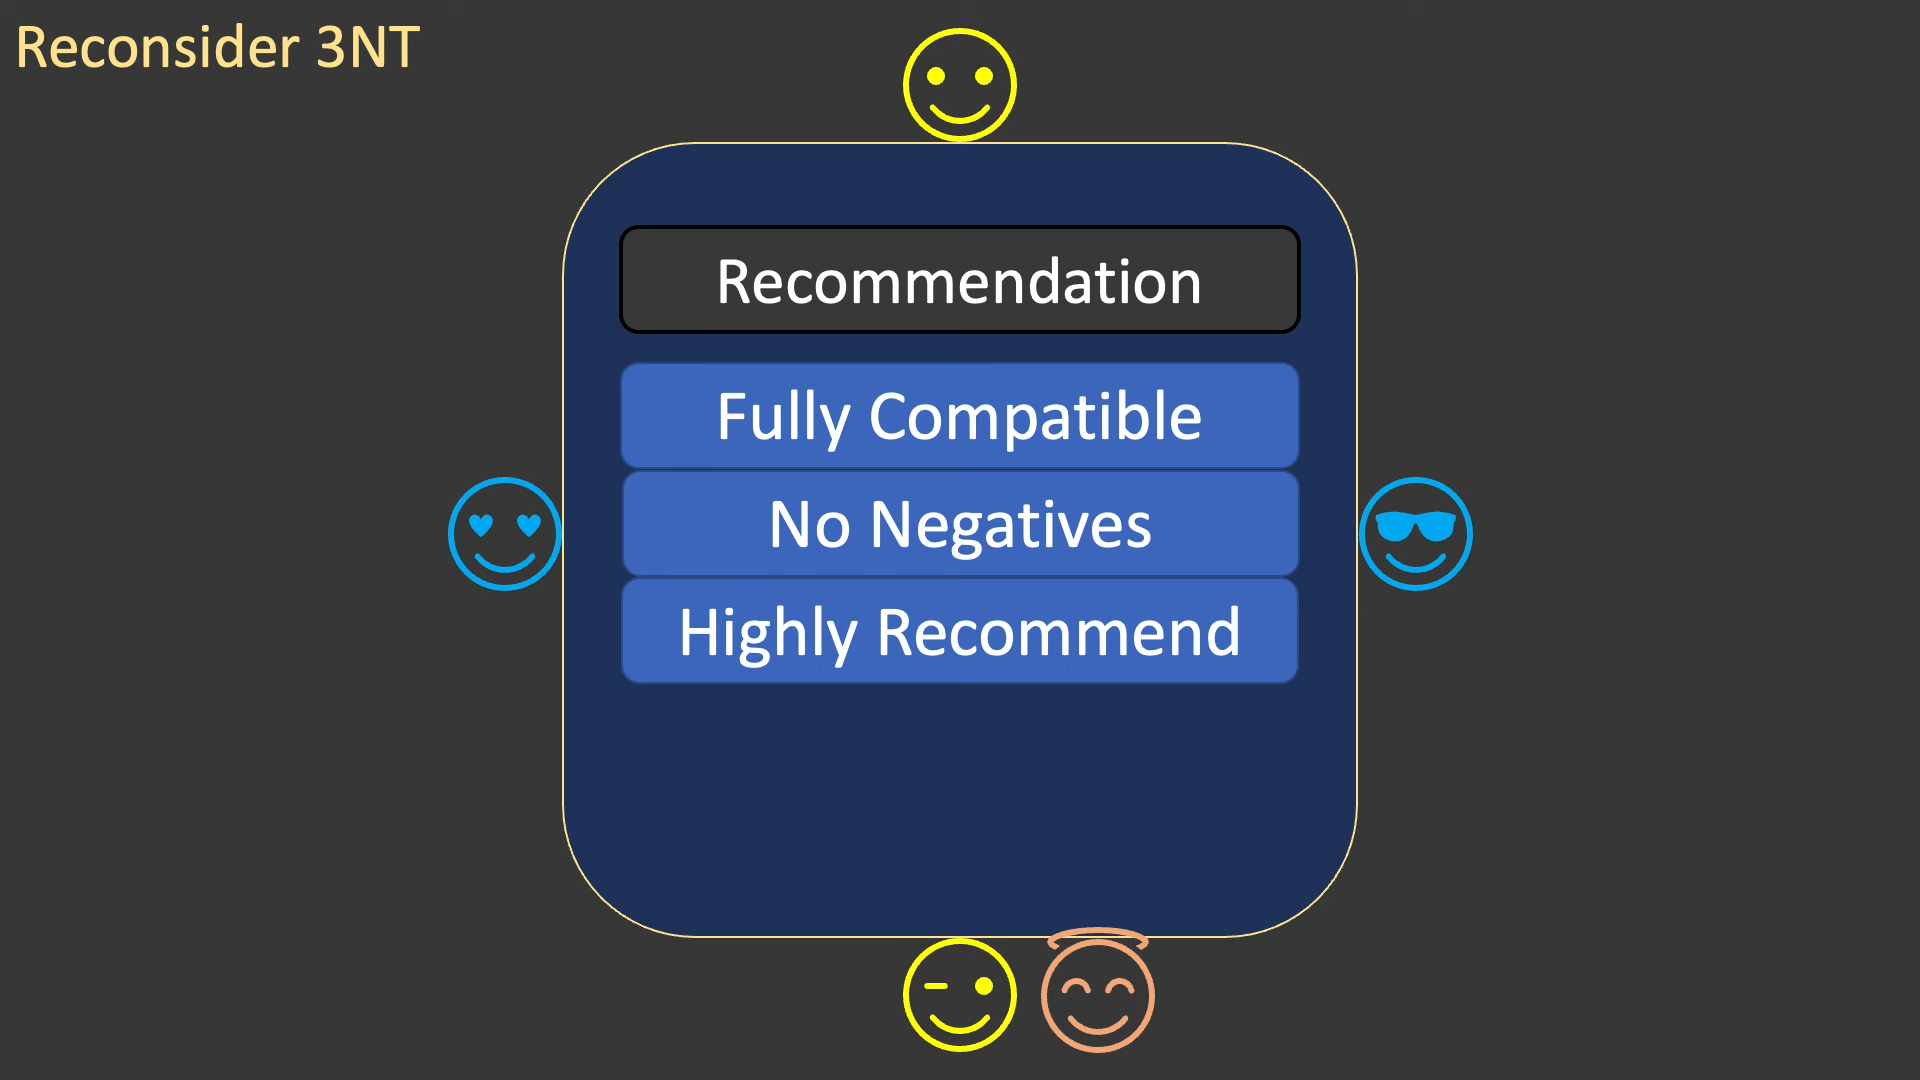 Reconsider 3NT
Recommendation
Fully Compatible
No Negatives
Highly Recommend